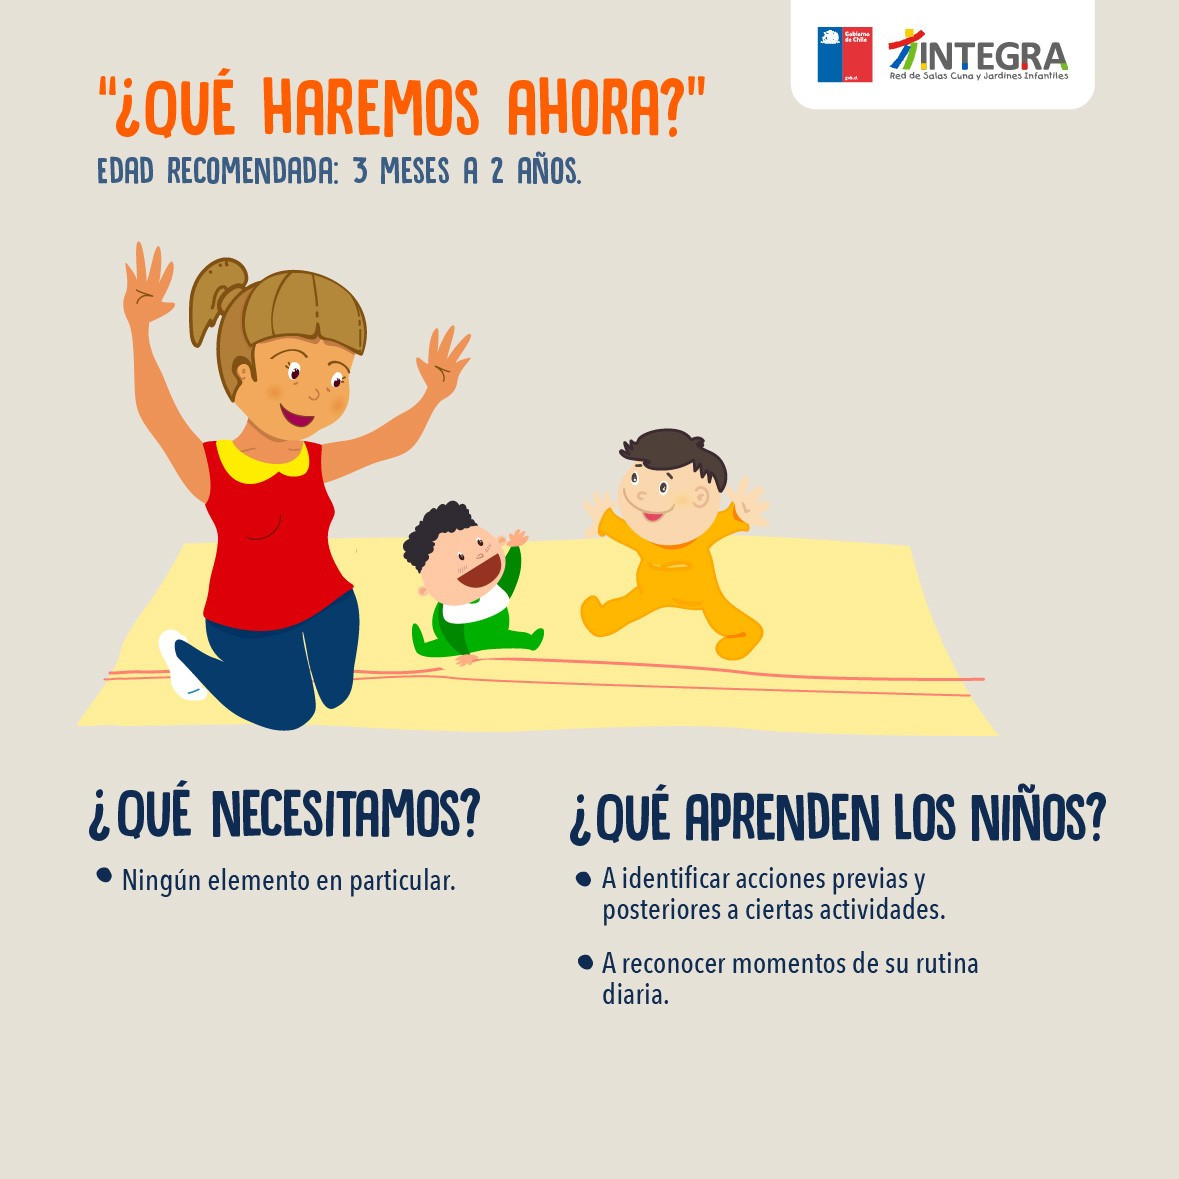 Gobierno
de Chile
gob.cl
INTEGRA
Red de Salas Cuna y Jardines Infantiles
"¿QUÉ HAREMOS AHORA?"
EDAD RECOMENDADA: 3 MESES A 2 AÑOS.
¿QUÉ NECESITAMOS?
Ningún elemento en particular.
¿QUÉ APRENDEN LOS NIÑOS?
A identificar acciones previas y
posteriores a ciertas actividades.
A reconocer momentos de su rutina
diaria.